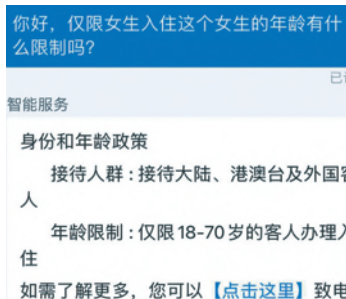 你好，仅限女生入住这个女生的年龄有什
么限制吗?
已
智能服务
身份和年龄政策
接待人群：接待大陆、港澳台及外国客
人
年龄限制：仅限18-70岁的客人办理入
住
如需了解更多，您可以【点击这里】致电